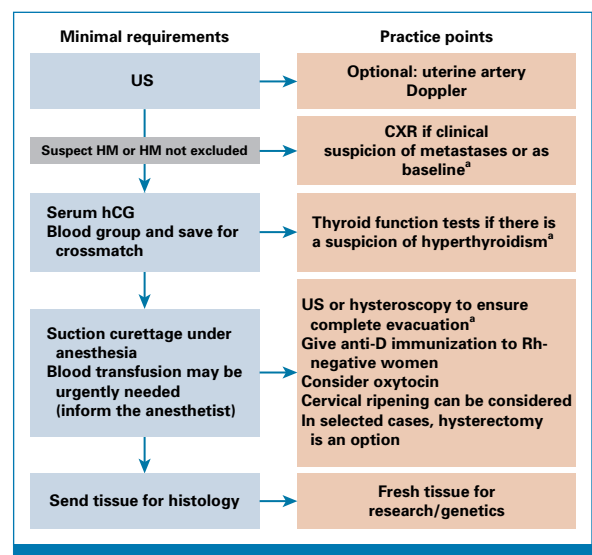 Minimal requirements
Practice points
US
Optional: uterine artery
Doppler
Suspect HM or HM not excluded
CXR if clinical
suspicion of metastases or as
baselineᵃ
Serum hCG
Blood group and save for
crossmatch
Thyroid function tests if there is
a suspicion of hyperthyroidismᵃ
Suction curettage under
anesthesia
Blood transfusion may be
urgently needed
(inform the anesthetist)
US or hysteroscopy to ensure
complete evacuationᵃ
Give anti-D immunization to Rh-
negative women
Consider oxytocin
Cervical ripening can be considered
In selected cases, hysterectomy
is an option
Send tissue for histology
Fresh tissue for
research/genetics